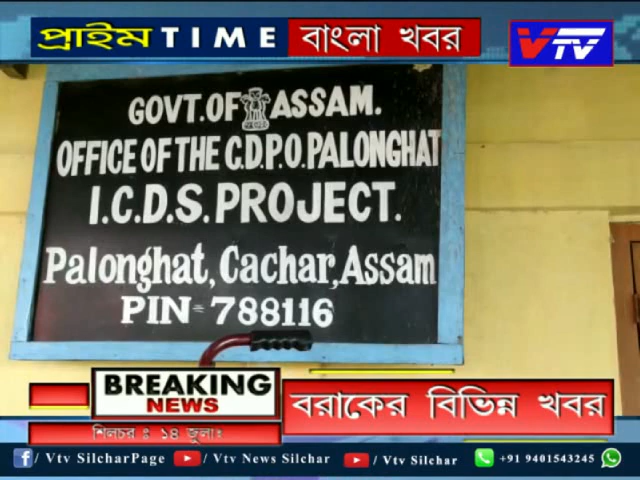 প্রাইম TIME বাংলা খবর VTV
GOVT.OF ASSAM.
OFFICE OF THE C.D.P.O.PALONGHAT
I.C.D.S.PROJECT.
Palonghat, Cachar, Assam
PIN-788116
BREAKING
NEWS
বরাকের বিভিন্ন খবর
শিলচর ঃ ১৪ জুলাং
/ Vtv SilcharPage / Vtv News Silchar / Vtv Silchar +91 9401543245